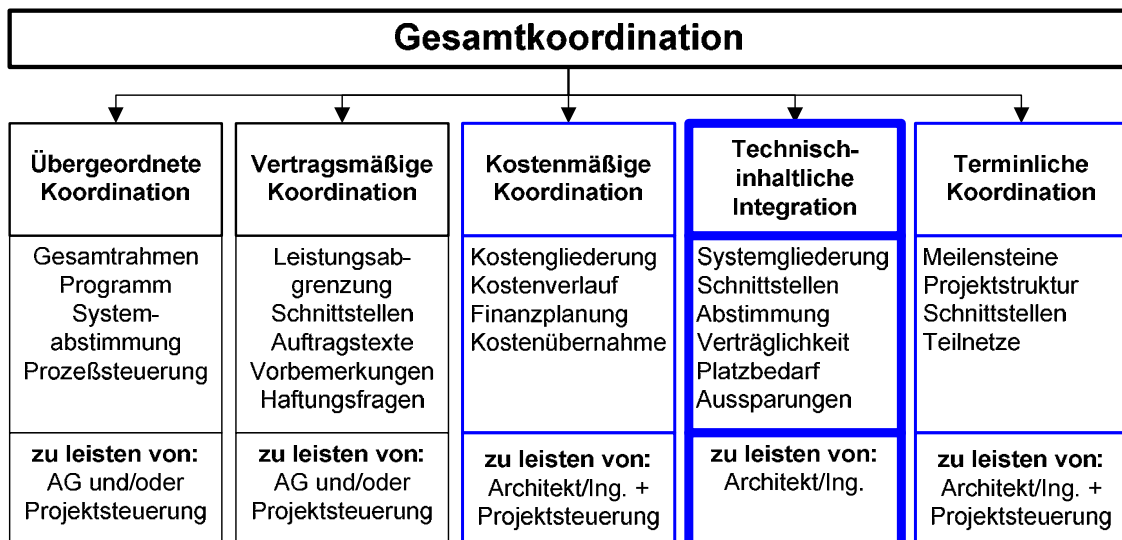 Gesamtkoordination
Übergeordnete
Koordination
Gesamtrahmen
Programm
System-
abstimmung
Prozeßsteuerung
zu leisten von:
AG und/oder
Projektsteuerung
Vertragsmäßige
Koordination
Leistungsab-
grenzung
Schnittstellen
Auftragstexte
Vorbemerkungen
Haftungsfragen
zu leisten von:
AG und/oder
Projektsteuerung
Kostenmäßige
Koordination
Kostengliederung
Kostenverlauf
Finanzplanung
Kostenübernahme
zu leisten von:
Architekt/Ing. +
Projektsteuerung
Technisch-
inhaltliche
Integration
Systemgliederung
Schnittstellen
Abstimmung
Verträglichkeit
Platzbedarf
Aussparungen
zu leisten von:
Architekt/Ing.
Terminliche
Koordination
Meilensteine
Projektstruktur
Schnittstellen
Teilnetze
zu leisten von:
Architekt/Ing. +
Projektsteuerung